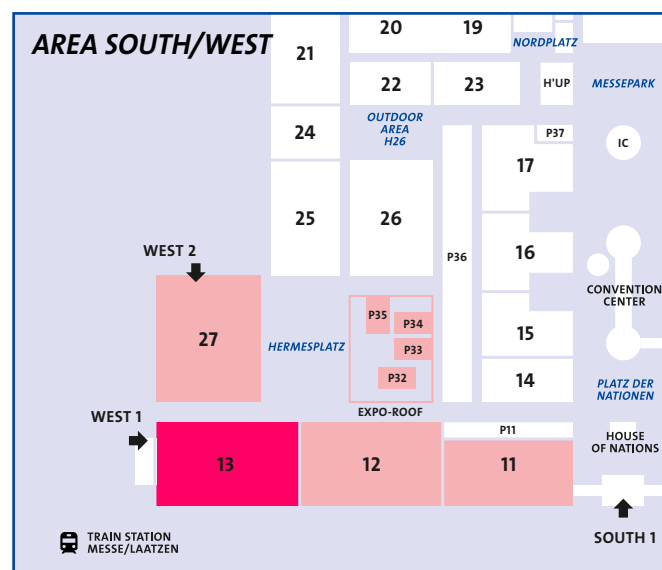 AREA SOUTH/WEST
20
19
21
NORDPLATZ
22
23
H'UP
MESSEPARK
OUTDOOR
AREA
H26
24
P37
IC
17
25
26
WEST 2
16
P36
CONVENTION
CENTER
P35
P34
27
HERMESPLATZ
P33
15
P32
14
PLATZ DER
NATIONEN
EXPO-ROOF
WEST 1
P11
HOUSE
OF NATIONS
13
12
11
TRAIN STATION
MESSE/LAATZEN
SOUTH 1